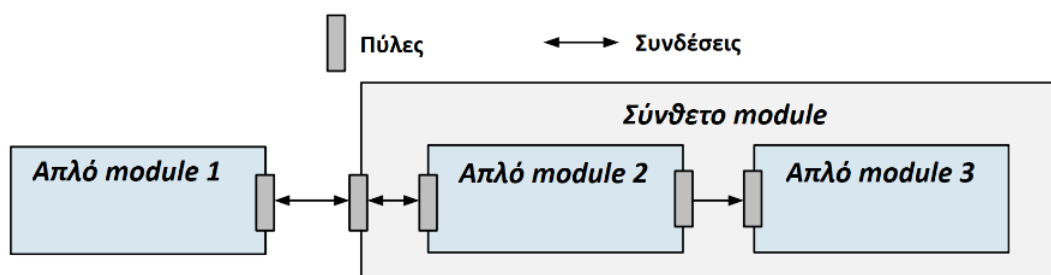 Πύλες
Συνδέσεις
Σύνθετο module
Απλό module 1
Απλό module 2
Απλό module 3